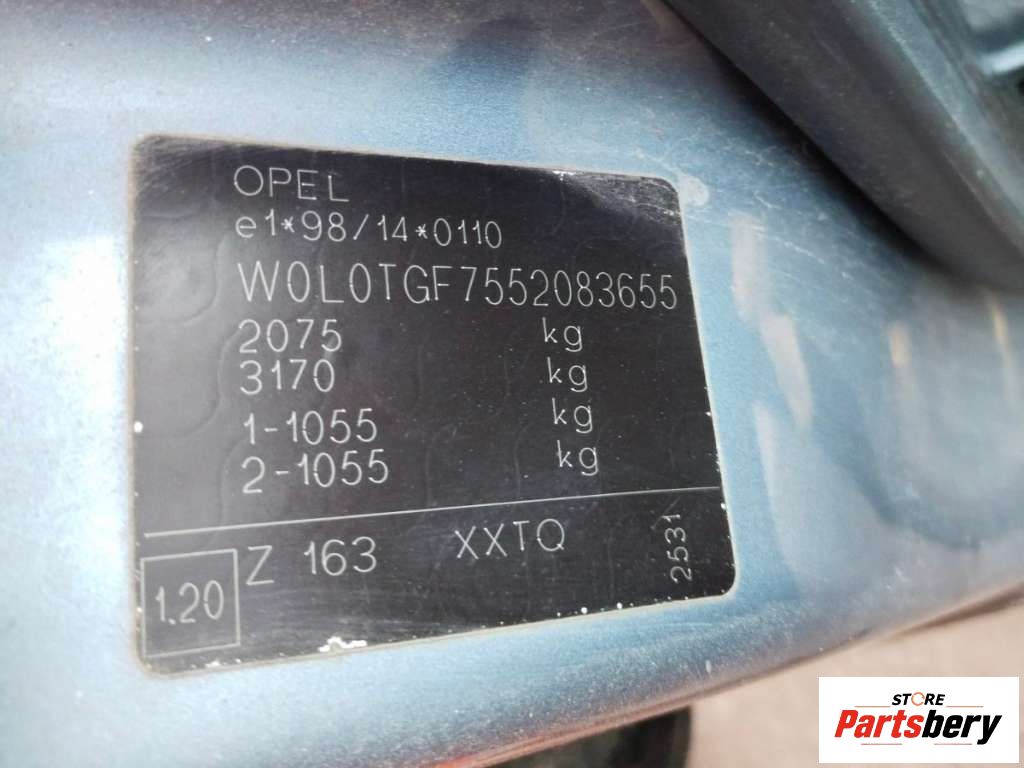 OPEL
e1*98/14*0110
W0L0TGF7552083655
2075 kg
3170 kg
1-1055 kg
2-1055 kg
1.20 Z 163 XXTQ 2531
STORE
Partsbery